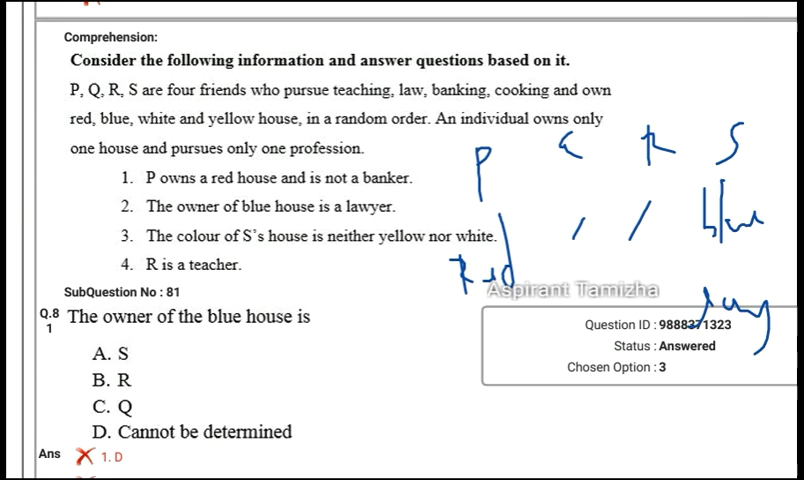 Comprehension:
Consider the following information and answer questions based on it.
P, Q, R, S are four friends who pursue teaching, law, banking, cooking and own
red, blue, white and yellow house, in a random order. An individual owns only
one house and pursues only one profession.
P Q R S
1. P owns a red house and is not a banker.
2. The owner of blue house is a lawyer.
blue
3. The colour of S's house is neither yellow nor white.
4. R is a teacher.
Red
Aspirant Tamizha
SubQuestion No : 81
Q.8
1
The owner of the blue house is
Question ID : 9888371323
Status : Answered
Chosen Option : 3
A. S
B. R
C. Q
D. Cannot be determined
Ans X 1. D